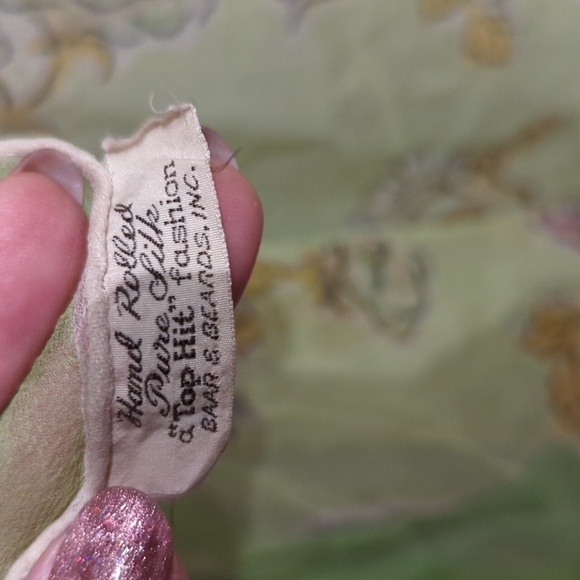 Hand Rolled
Pure Silk
a "Top Hit" fashion
BAAR & BEARDS, INC.